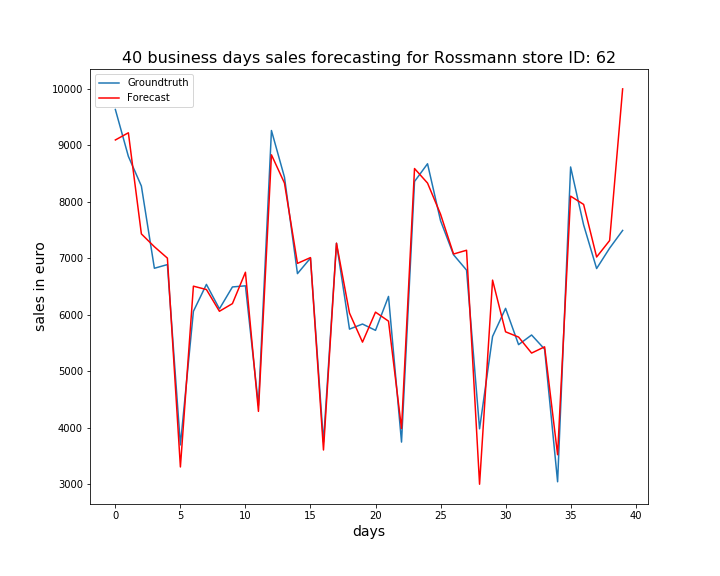 40 business days sales forecasting for Rossmann store ID: 62
Groundtruth
Forecast
10000
9000
8000
7000
6000
5000
4000
3000
sales in euro
0 5 10 15 20 25 30 35 40
days